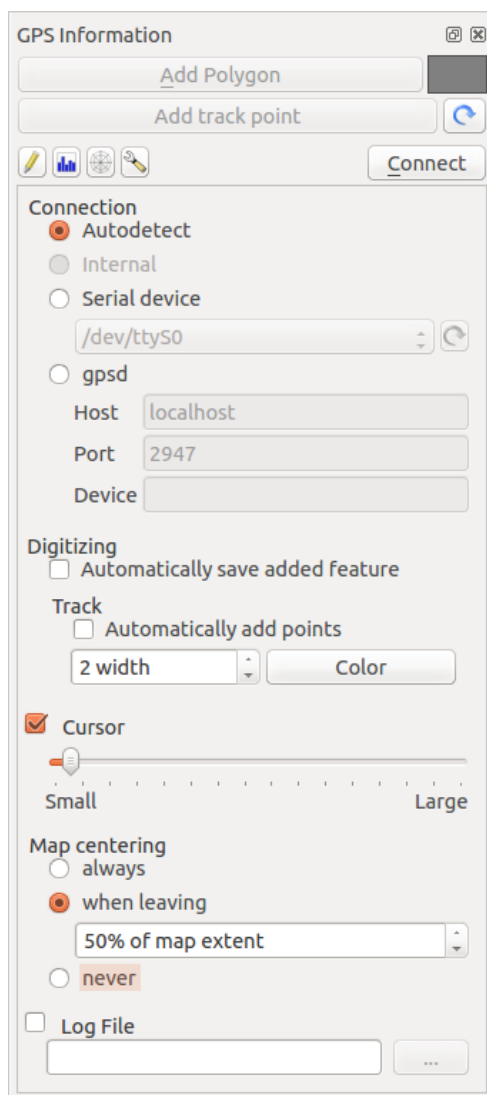 GPS Information
Add Polygon
Add track point
Connect
Connection
Autodetect
Internal
Serial device
/dev/ttyS0
gpsd
Host localhost
Port 2947
Device
Digitizing
Automatically save added feature
Track
Automatically add points
2 width Color
Cursor
Small Large
Map centering
always
when leaving
50% of map extent
never
Log File
...